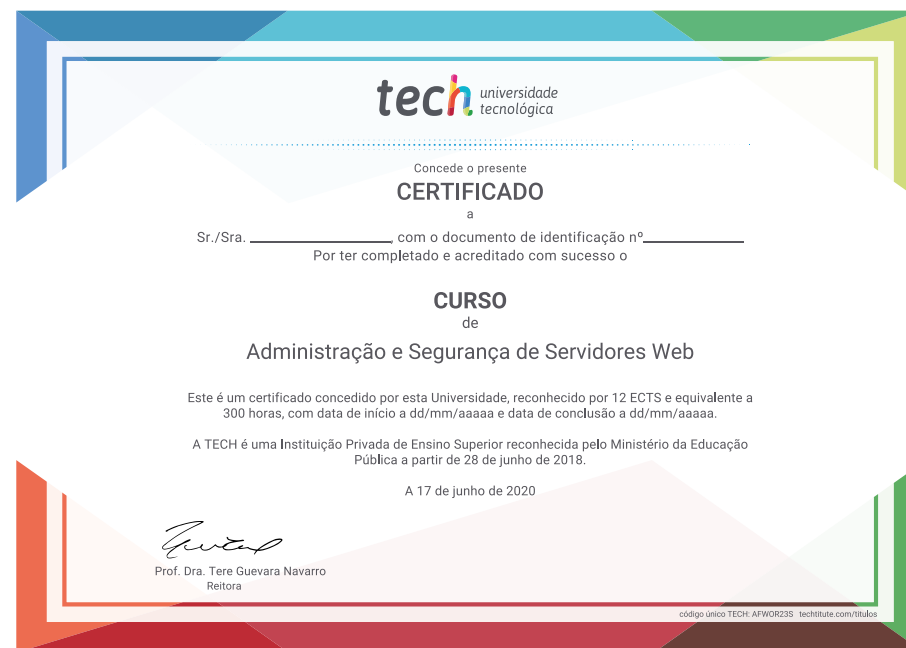 tech universidade
tecnológica
Concede o presente
CERTIFICADO
a
Sr./Sra. ________________, com o documento de identificação nº____________
Por ter completado e acreditado com sucesso o
CURSO
de
Administração e Segurança de Servidores Web
Este é um certificado concedido por esta Universidade, reconhecido por 12 ECTS e equivalente a
300 horas, com data de início a dd/mm/aaaaa e data de conclusão a dd/mm/aaaaa.
A TECH é uma Instituição Privada de Ensino Superior reconhecida pelo Ministério da Educação
Pública a partir de 28 de junho de 2018.
A 17 de junho de 2020
Prof. Dra. Tere Guevara Navarro
Reitora
código único TECH: AFWOR23S techtitute.com/titulos